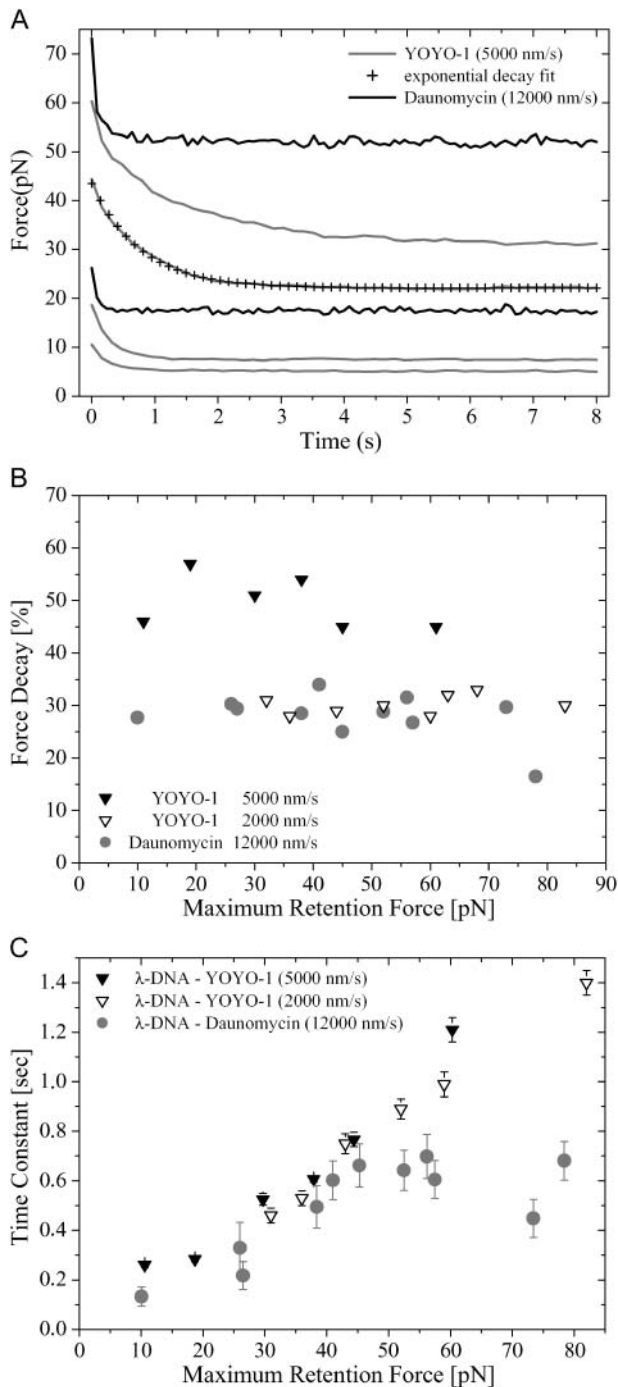 A
YOYO-1 (5000 nm/s)
exponential decay fit
Daunomycin (12000 nm/s)
70
60
50
40
30
20
10
0
Force(pN)
0 1 2 3 4 5 6 7 8
Time (s)
B
70
60
50
40
30
20
10
0
Force Decay [%]
YOYO-1 5000 nm/s
YOYO-1 2000 nm/s
Daunomycin 12000 nm/s
0 10 20 30 40 50 60 70 80 90
Maximum Retention Force [pN]
C
λ-DNA - YOYO-1 (5000 nm/s)
λ-DNA - YOYO-1 (2000 nm/s)
λ-DNA - Daunomycin (12000 nm/s)
1.4
1.2
1.0
0.8
0.6
0.4
0.2
0.0
Time Constant [sec]
0 10 20 30 40 50 60 70 80
Maximum Retention Force [pN]